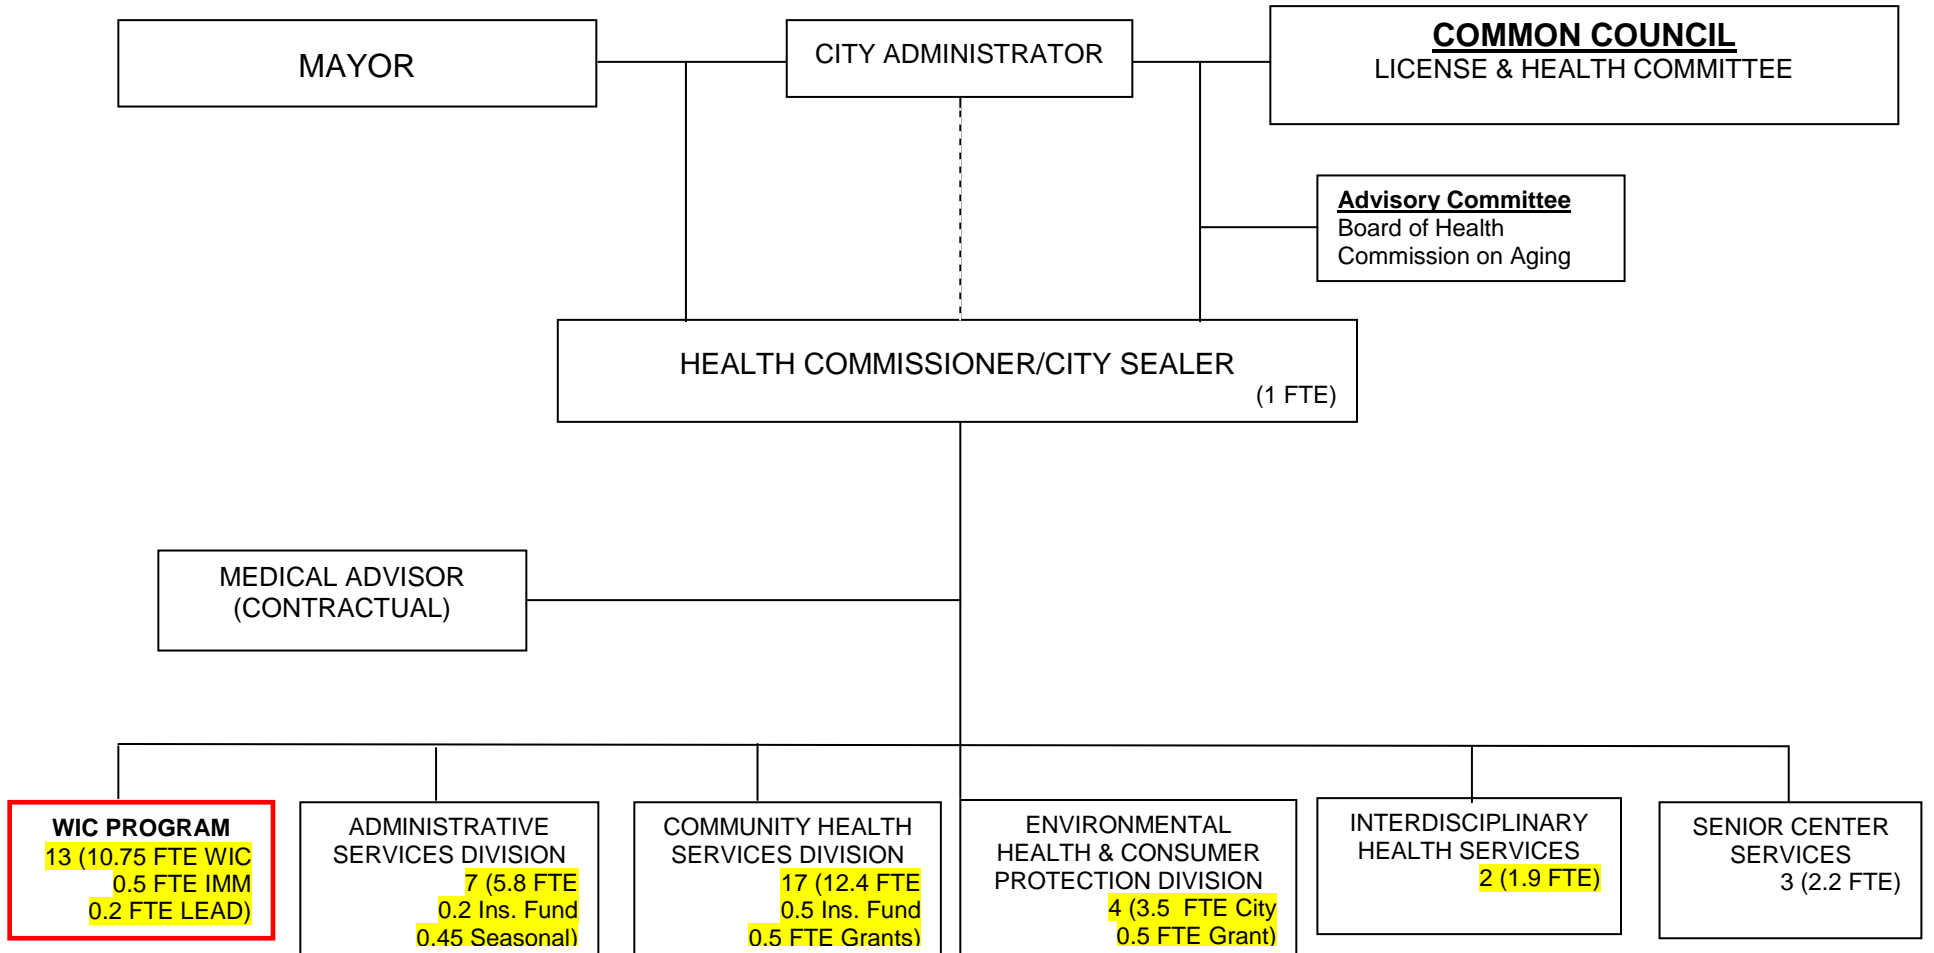 MAYOR
CITY ADMINISTRATOR
COMMON COUNCIL
LICENSE & HEALTH COMMITTEE
Advisory Committee
Board of Health
Commission on Aging
HEALTH COMMISSIONER/CITY SEALER
(1 FTE)
MEDICAL ADVISOR
(CONTRACTUAL)
WIC PROGRAM
13 (10.75 FTE WIC
0.5 FTE IMM
0.2 FTE LEAD)
ADMINISTRATIVE
SERVICES DIVISION
7 (5.8 FTE
0.2 Ins. Fund
0.45 Seasonal)
COMMUNITY HEALTH
SERVICES DIVISION
17 (12.4 FTE
0.5 Ins. Fund
0.5 FTE Grants)
ENVIRONMENTAL
HEALTH & CONSUMER
PROTECTION DIVISION
4 (3.5 FTE City
0.5 FTE Grant)
INTERDISCIPLINARY
HEALTH SERVICES
2 (1.9 FTE)
SENIOR CENTER
SERVICES
3 (2.2 FTE)